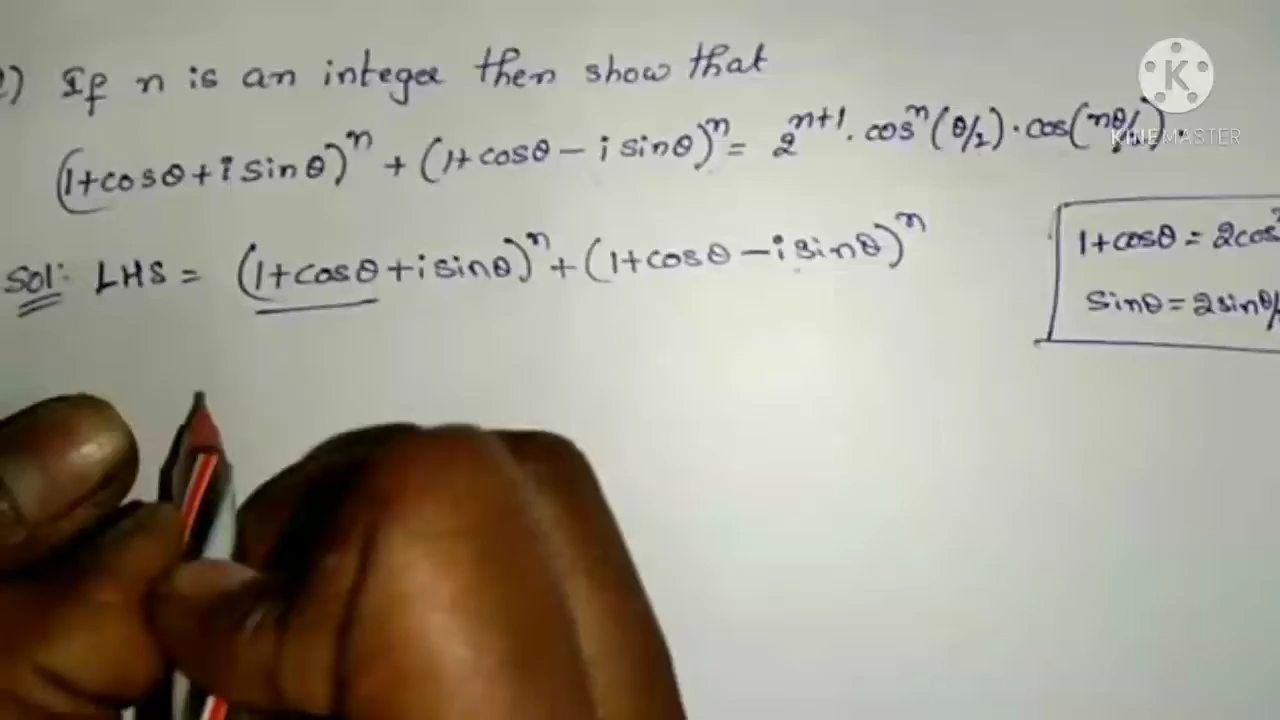 2) If n is an integer then show that
(1+cosθ+i sinθ)^n + (1+cosθ-i sinθ)^n = 2^(n+1) · cos^n(θ/2) · cos(nθ/2).
Sol: LHS = (1+cosθ+i sinθ)^n + (1+cosθ-i sinθ)^n
1+cosθ = 2cos²
sinθ = 2sinθ/
K
KINEMASTER